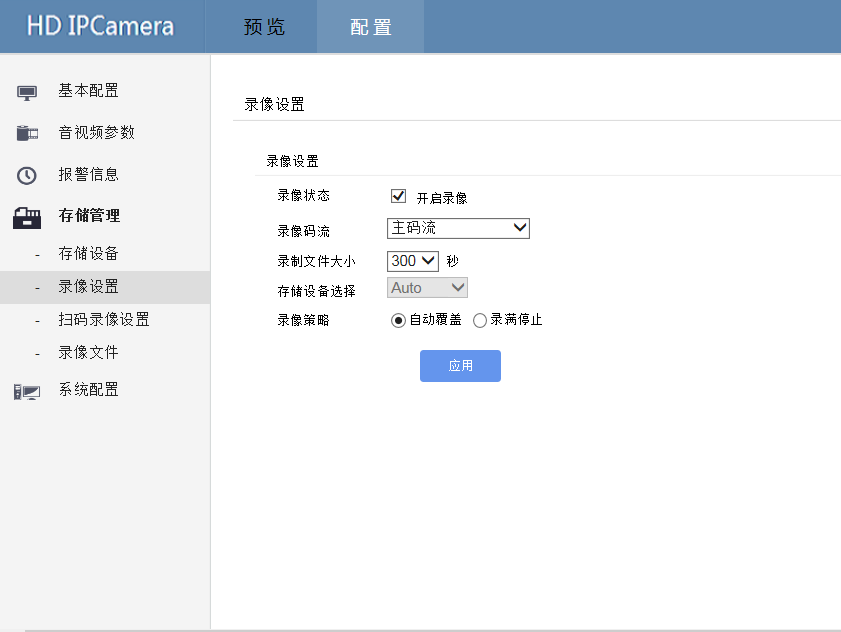 HD IPCamera 预览 配置
基本配置
音视频参数
报警信息
存储管理
- 存储设备
- 录像设置
- 扫码录像设置
- 录像文件
系统配置
录像设置
录像设置
录像状态 开启录像
录像码流 主码流
录制文件大小 300 秒
存储设备选择 Auto
录像策略 自动覆盖 录满停止
应用